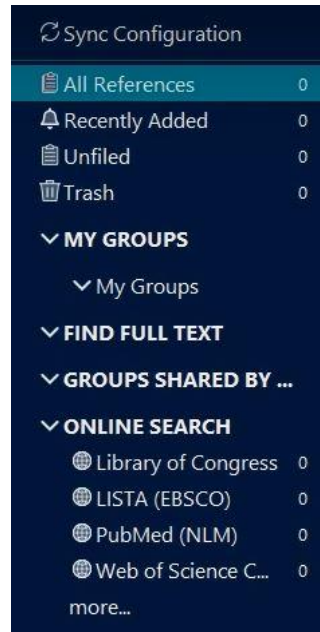 Sync Configuration
All References 0
Recently Added 0
Unfiled 0
Trash 0
MY GROUPS
My Groups
FIND FULL TEXT
GROUPS SHARED BY ...
ONLINE SEARCH
Library of Congress 0
LISTA (EBSCO) 0
PubMed (NLM) 0
Web of Science C... 0
more...